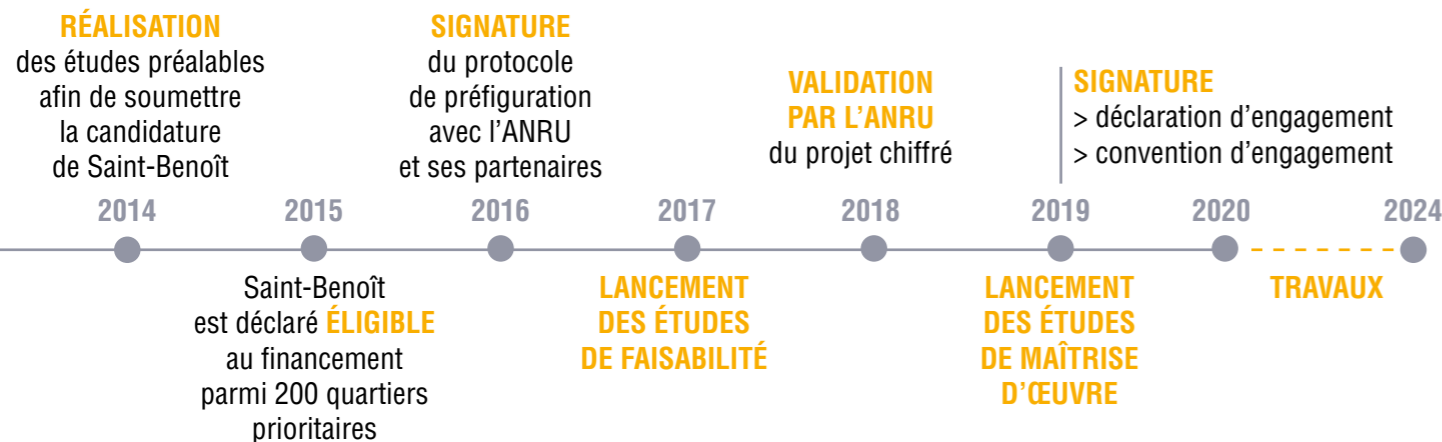 RÉALISATION
des études préalables
afin de soumettre
la candidature
de Saint-Benoît
SIGNATURE
du protocole
de préfiguration
avec l’ANRU
et ses partenaires
VALIDATION
PAR L’ANRU
du projet chiffré
SIGNATURE
> déclaration d’engagement
> convention d’engagement
2014 2015 2016 2017 2018 2019 2020 2024
Saint-Benoît
est déclaré ÉLIGIBLE
au financement
parmi 200 quartiers
prioritaires
LANCEMENT
DES ÉTUDES
DE FAISABILITÉ
LANCEMENT
DES ÉTUDES
DE MAÎTRISE
D’ŒUVRE
TRAVAUX